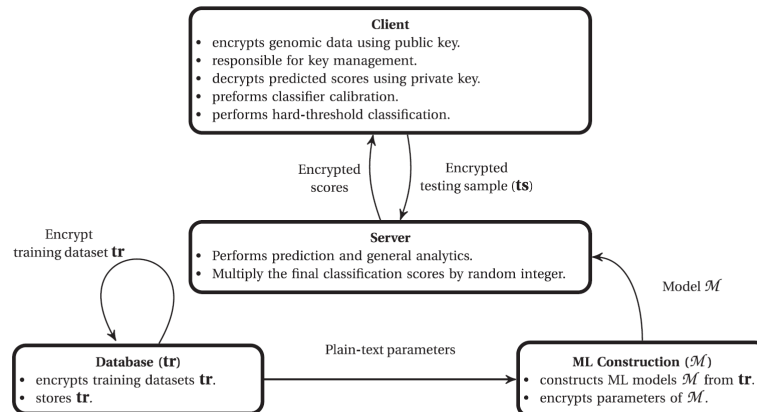 Client
• encrypts genomic data using public key.
• responsible for key management.
• decrypts predicted scores using private key.
• preforms classifier calibration.
• performs hard-threshold classification.
Encrypted
scores
Encrypted
testing sample (ts)
Server
• Performs prediction and general analytics.
• Multiply the final classification scores by random integer.
Encrypt
training dataset tr
Model ℳ
Database (tr)
• encrypts training datasets tr.
• stores tr.
Plain-text parameters
ML Construction (ℳ)
• constructs ML models ℳ from tr.
• encrypts parameters of ℳ.